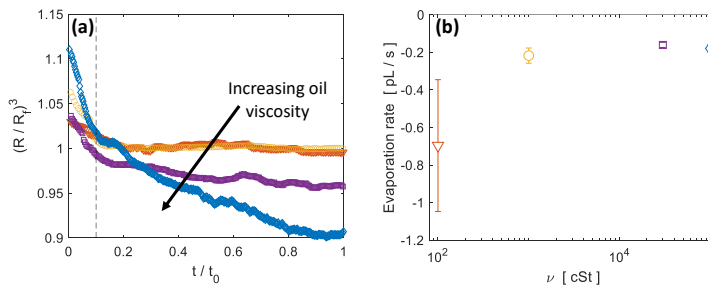 (a)
1.15
1.1
1.05
1
0.95
0.9
(R / R_f)^3
Increasing oil
viscosity
0
0.2
0.4
0.6
0.8
1
t / t_0
(b)
0
-0.2
-0.4
-0.6
-0.8
-1
-1.2
Evaporation rate [ pL / s ]
10^2
10^4
ν [ cSt ]